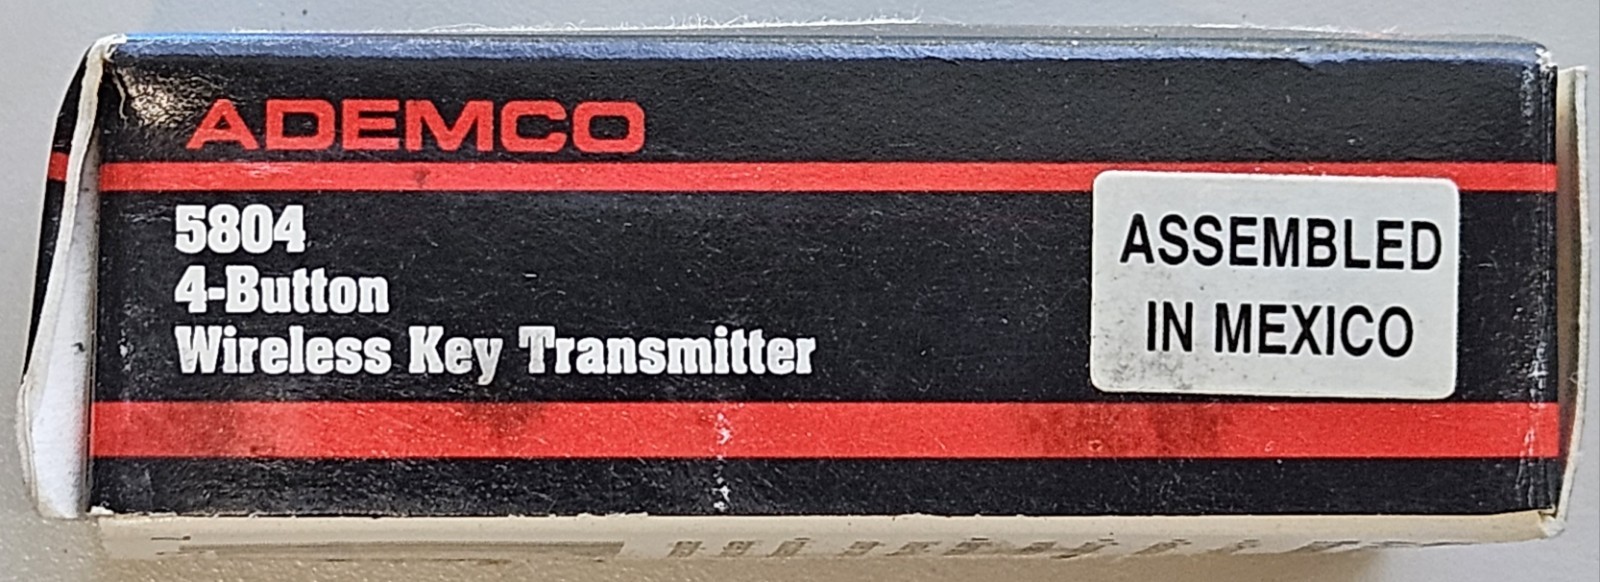 ADEMCO
5804
4-Button
Wireless Key Transmitter
ASSEMBLED
IN MEXICO